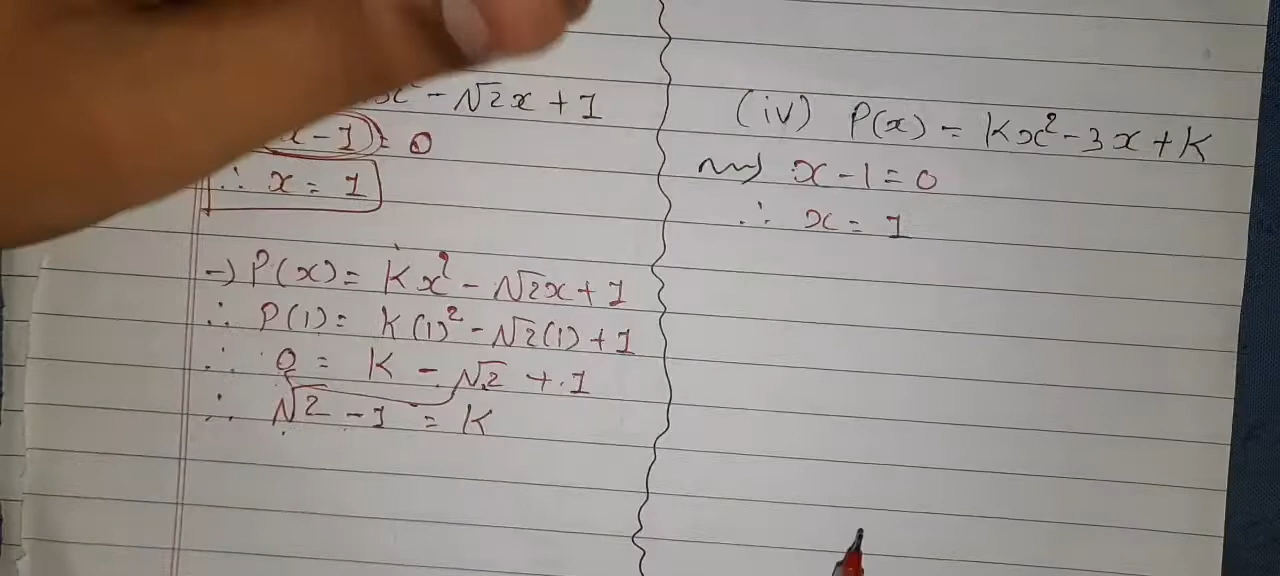 x² - √2x + 1
x - 1) = 0
∴ x = 1
→ P(x) = Kx² - √2x + 1
∴ P(1) = K(1)² - √2(1) + 1
∴ 0 = K - √2 + 1
∴ √2 - 1 = K
(iv) P(x) = Kx² - 3x + K
x - 1 = 0
∴ x = 1